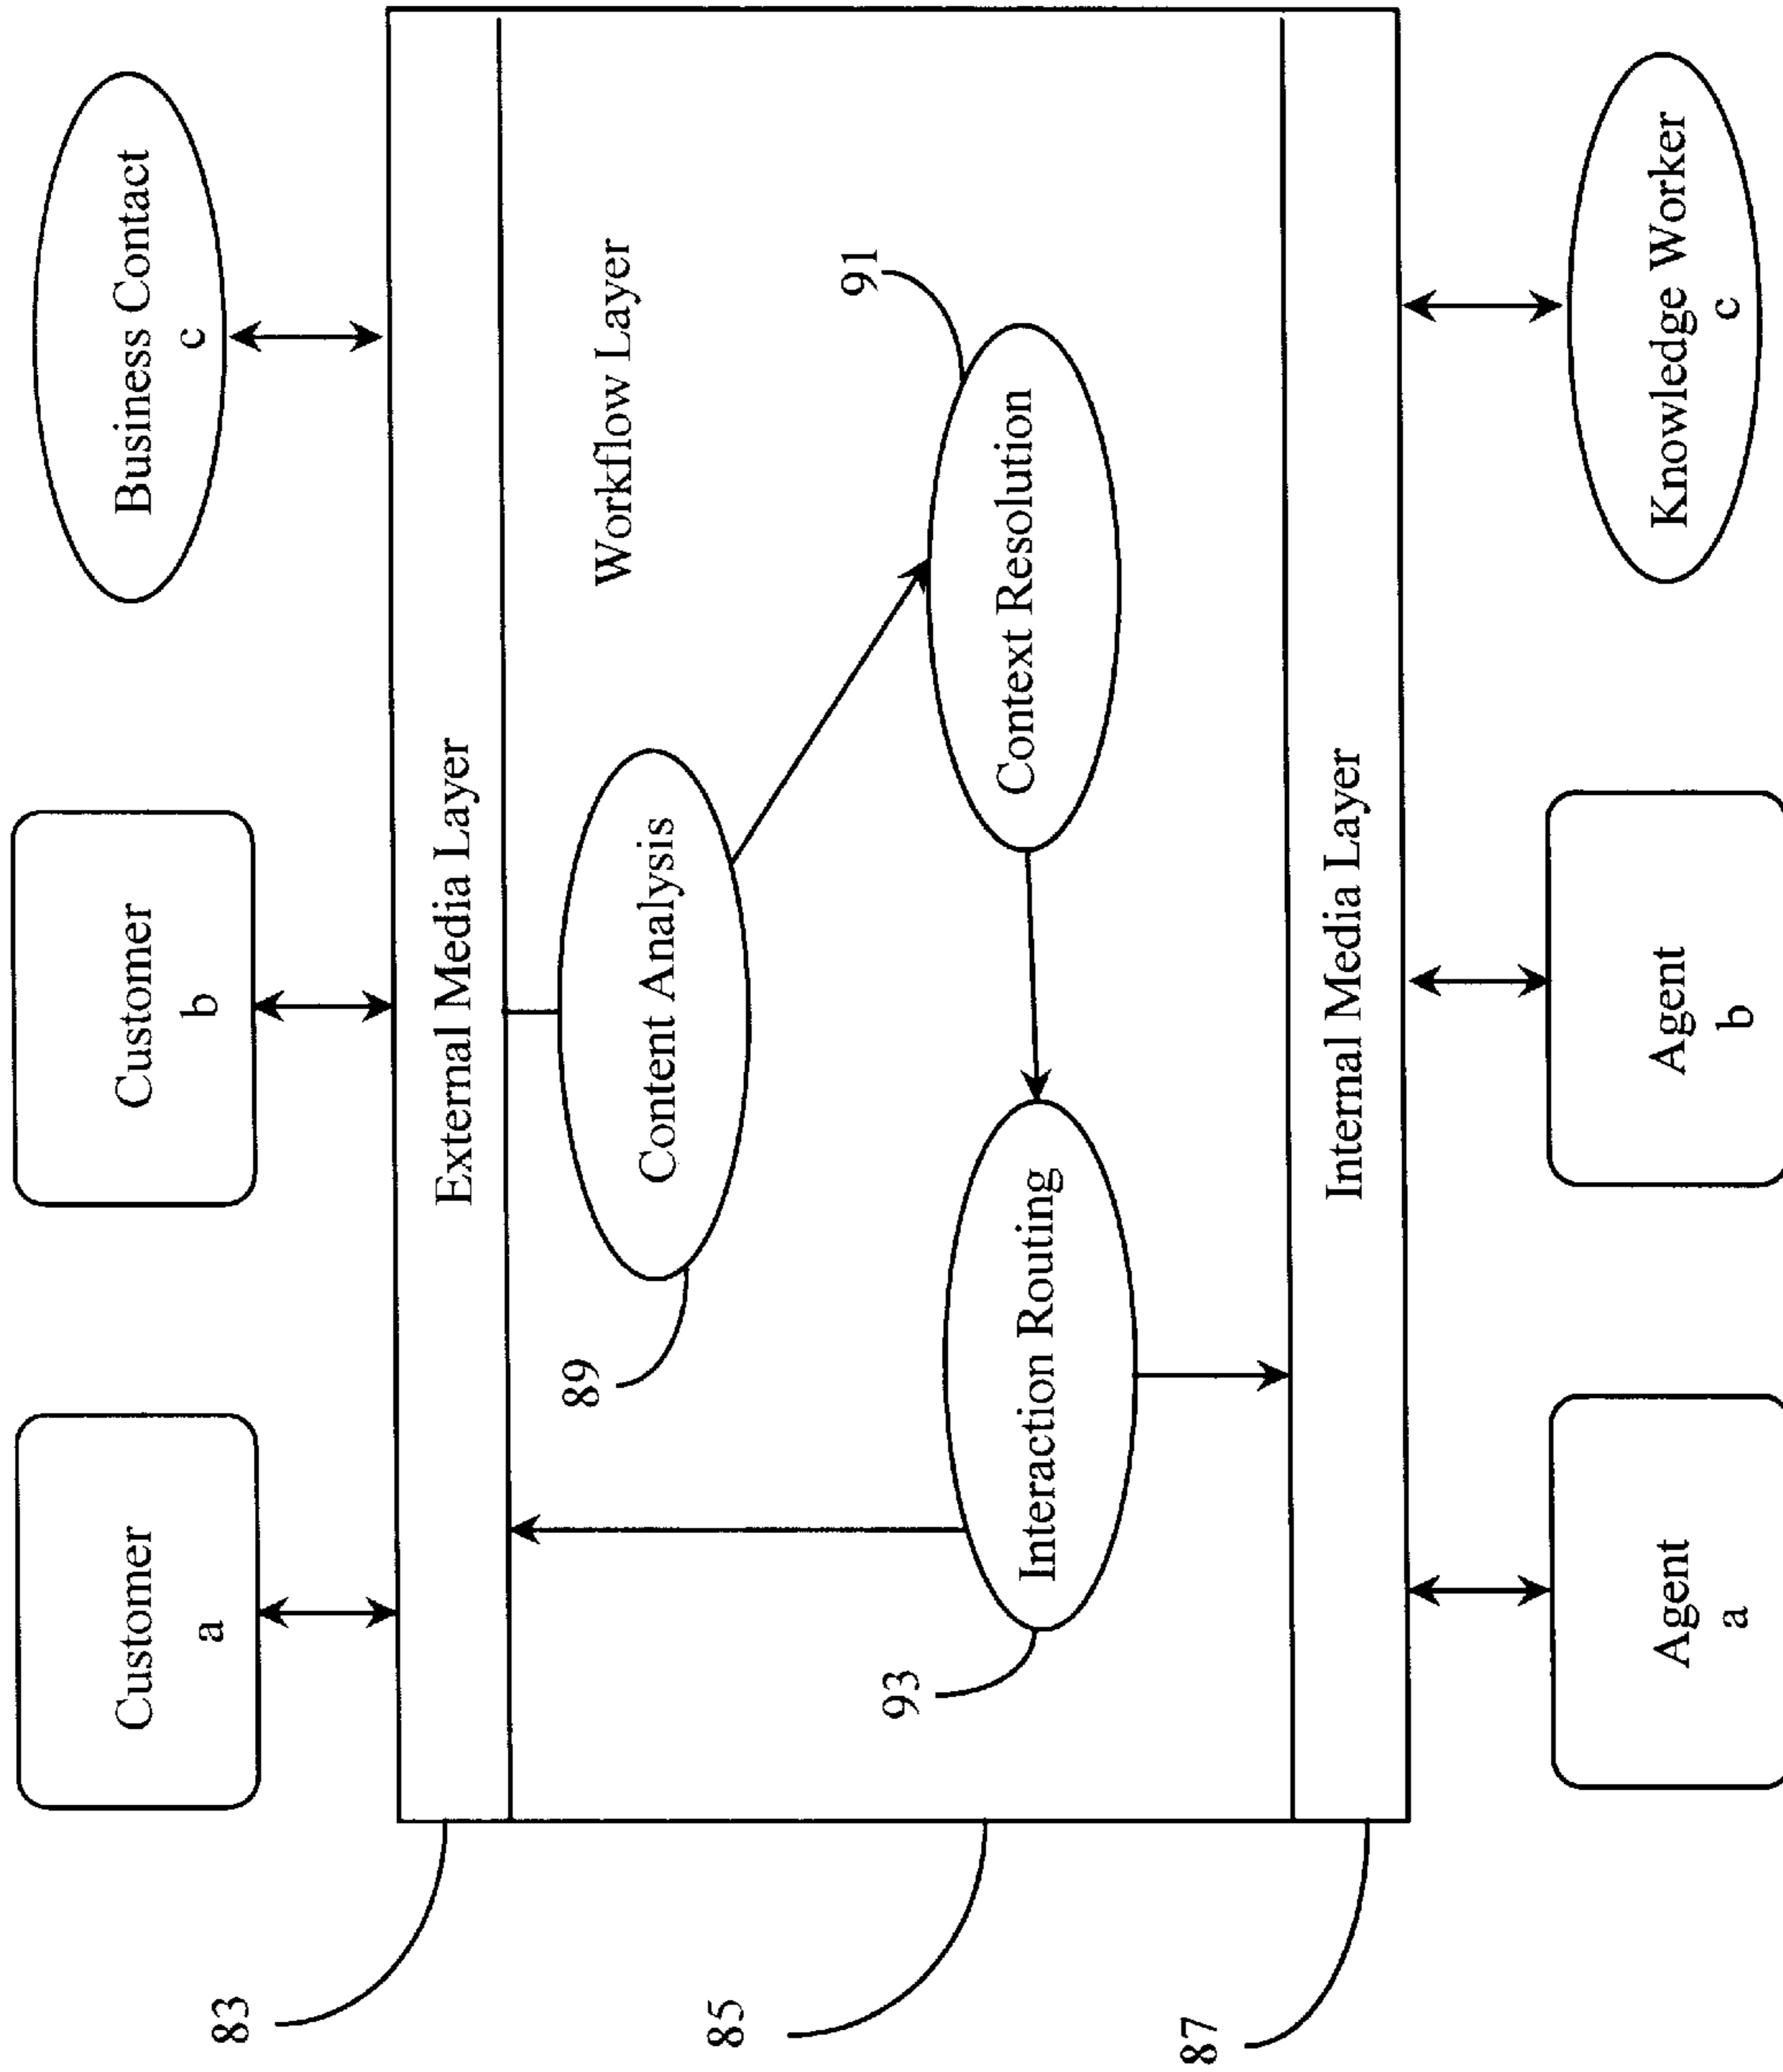 Customer
a
Customer
b
Business Contact
c
83
External Media Layer
85
Workflow Layer
89
Content Analysis
91
Context Resolution
93
Interaction Routing
87
Internal Media Layer
Agent
a
Agent
b
Knowledge Worker
c